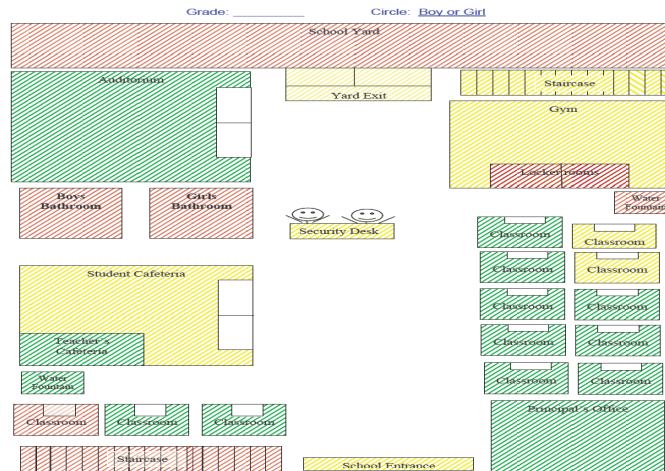 Grade: ________ Circle: Boy or Girl
School Yard
Auditorium
Yard Exit
Staircase
Gym
Locker rooms
Boys
Bathroom
Girls
Bathroom
Water
Fountain
Security Desk
Classroom
Classroom
Classroom
Classroom
Student Cafeteria
Teacher's
Cafeteria
Classroom
Classroom
Classroom
Classroom
Water
Fountain
Classroom
Classroom
Classroom
Classroom
Classroom
Principal's Office
Staircase
School Entrance